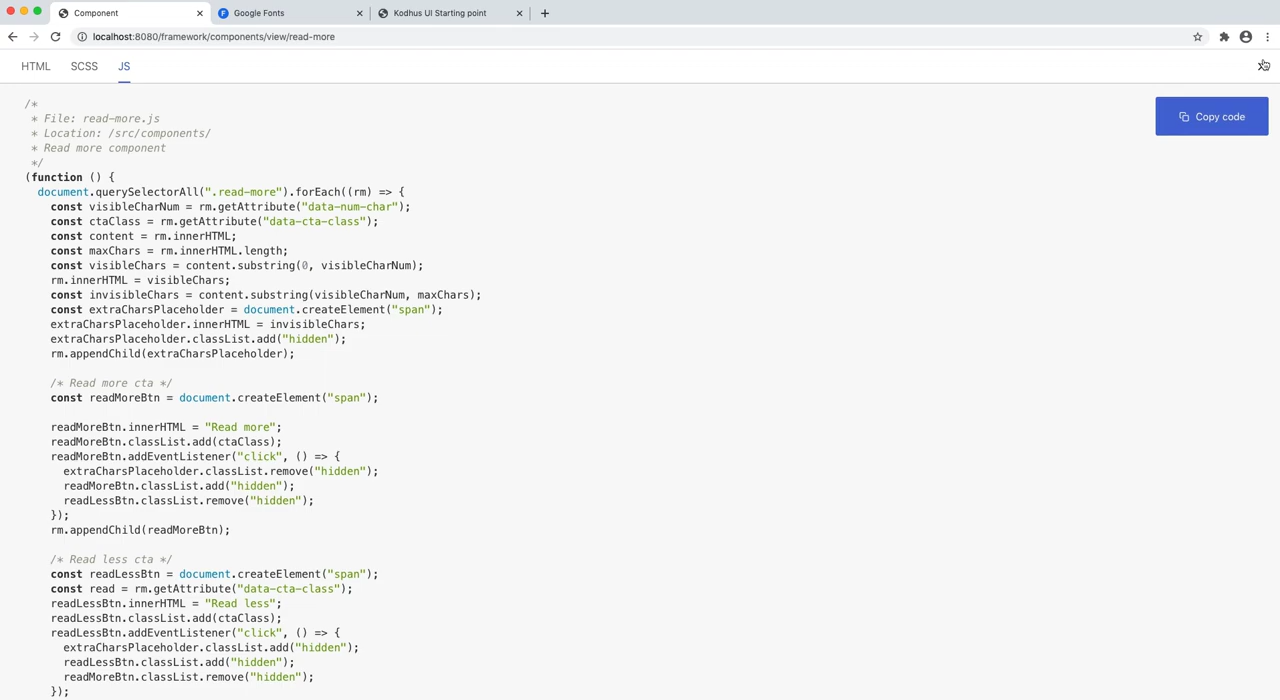 Component
Google Fonts
Kodhus UI Starting point
localhost:8080/framework/components/view/read-more
HTML SCSS JS
Copy code
/*
 * File: read-more.js
 * Location: /src/components/
 * Read more component
 */
(function () {
  document.querySelectorAll(".read-more").forEach((rm) => {
    const visibleCharNum = rm.getAttribute("data-num-char");
    const ctaClass = rm.getAttribute("data-cta-class");
    const content = rm.innerHTML;
    const maxChars = rm.innerHTML.length;
    const visibleChars = content.substring(0, visibleCharNum);
    rm.innerHTML = visibleChars;
    const invisibleChars = content.substring(visibleCharNum, maxChars);
    const extraCharsPlaceholder = document.createElement("span");
    extraCharsPlaceholder.innerHTML = invisibleChars;
    extraCharsPlaceholder.classList.add("hidden");
    rm.appendChild(extraCharsPlaceholder);

    /* Read more cta */
    const readMoreBtn = document.createElement("span");

    readMoreBtn.innerHTML = "Read more";
    readMoreBtn.classList.add(ctaClass);
    readMoreBtn.addEventListener("click", () => {
      extraCharsPlaceholder.classList.remove("hidden");
      readMoreBtn.classList.add("hidden");
      readLessBtn.classList.remove("hidden");
    });
    rm.appendChild(readMoreBtn);

    /* Read less cta */
    const readLessBtn = document.createElement("span");
    const read = rm.getAttribute("data-cta-class");
    readLessBtn.innerHTML = "Read less";
    readLessBtn.classList.add(ctaClass);
    readLessBtn.addEventListener("click", () => {
      extraCharsPlaceholder.classList.add("hidden");
      readLessBtn.classList.add("hidden");
      readMoreBtn.classList.remove("hidden");
    });